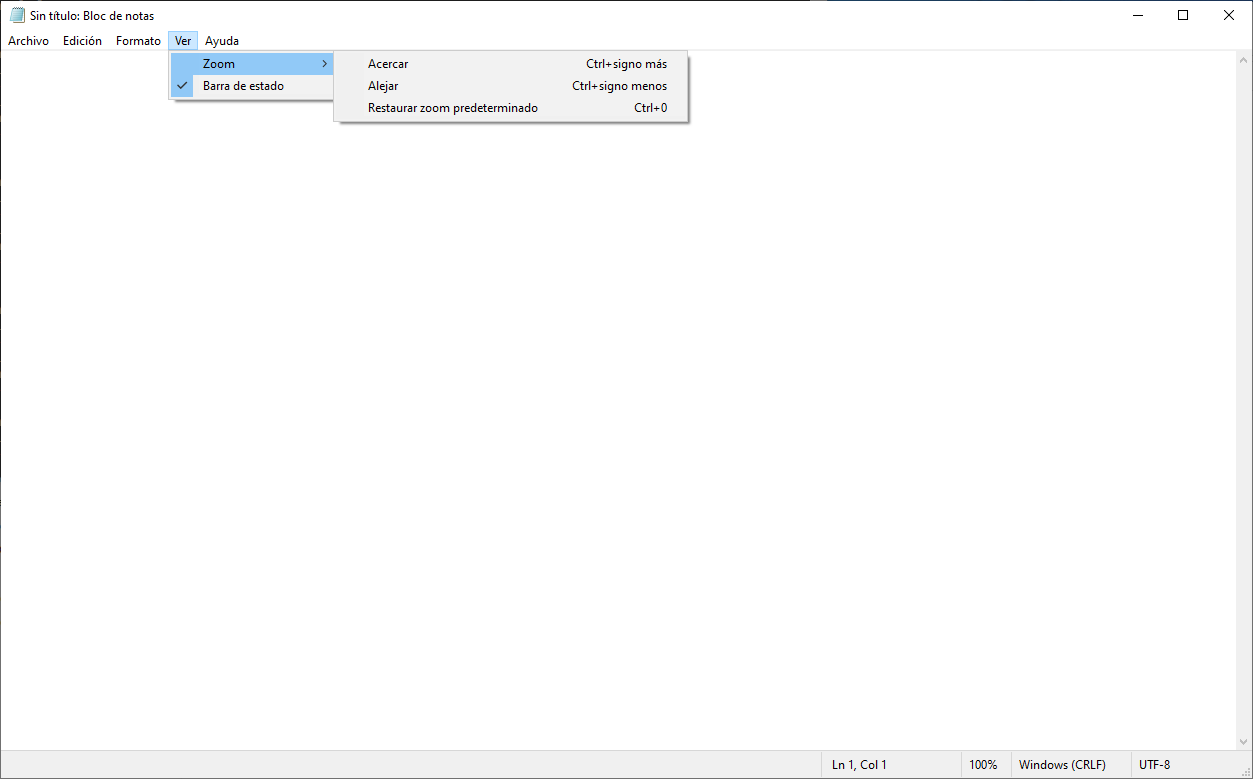 Sin título: Bloc de notas
Archivo Edición Formato Ver Ayuda
Zoom Acercar Ctrl+signo más
Barra de estado Alejar Ctrl+signo menos
Restaurar zoom predeterminado Ctrl+0
Ln 1, Col 1 100% Windows (CRLF) UTF-8